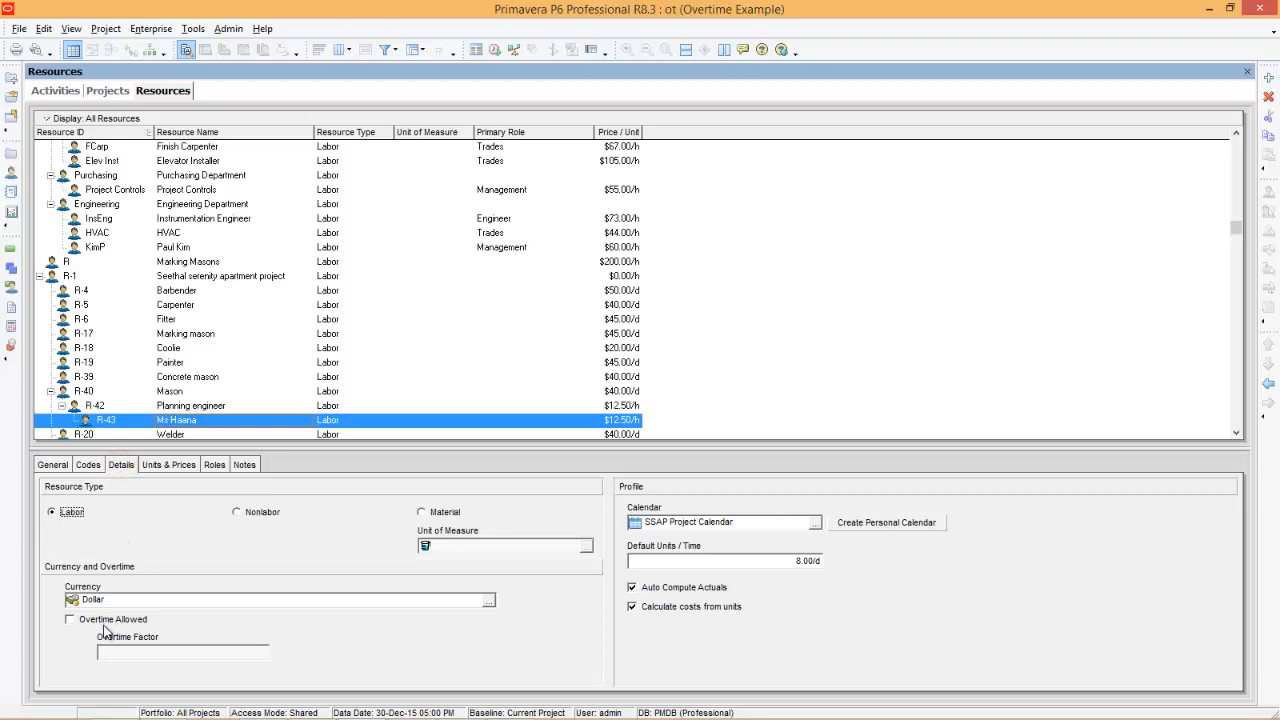 Primavera P6 Professional R8.3 : ot (Overtime Example)
File Edit View Project Enterprise Tools Admin Help
Resources
Activities Projects Resources
Display: All Resources
Resource ID Resource Name Resource Type Unit of Measure Primary Role Price / Unit
FCarp Finish Carpenter Labor Trades $67.00/h
Elev Inst Elevator Installer Labor Trades $105.00/h
Purchasing Purchasing Department Labor
Project Controls Project Controls Labor Management $55.00/h
Engineering Engineering Department Labor
InsEng Instrumentation Engineer Labor Engineer $73.00/h
HVAC HVAC Labor Trades $44.00/h
KimP Paul Kim Labor Management $60.00/h
R Marking Masons Labor $200.00/h
R-1 Seethal serenity apartment project Labor $0.00/h
R-4 Barbender Labor $50.00/d
R-5 Carpenter Labor $40.00/d
R-6 Fitter Labor $45.00/d
R-17 Marking mason Labor $45.00/d
R-18 Coolie Labor $20.00/d
R-19 Painter Labor $45.00/d
R-39 Concrete mason Labor $40.00/d
R-40 Mason Labor $40.00/d
R-42 Planning engineer Labor $12.50/h
R-43 Ms Haana Labor $12.50/h
R-20 Welder Labor $40.00/d
General Codes Details Units & Prices Roles Notes
Resource Type
Labor Nonlabor Material
Unit of Measure
Currency and Overtime
Currency
Dollar
Overtime Allowed
Overtime Factor
Profile
Calendar
SSAP Project Calendar ... Create Personal Calendar
Default Units / Time
8.00/d
Auto Compute Actuals
Calculate costs from units
Portfolio: All Projects Access Mode: Shared Data Date: 30-Dec-15 05:00 PM Baseline: Current Project User: admin DB: PMDB (Professional)